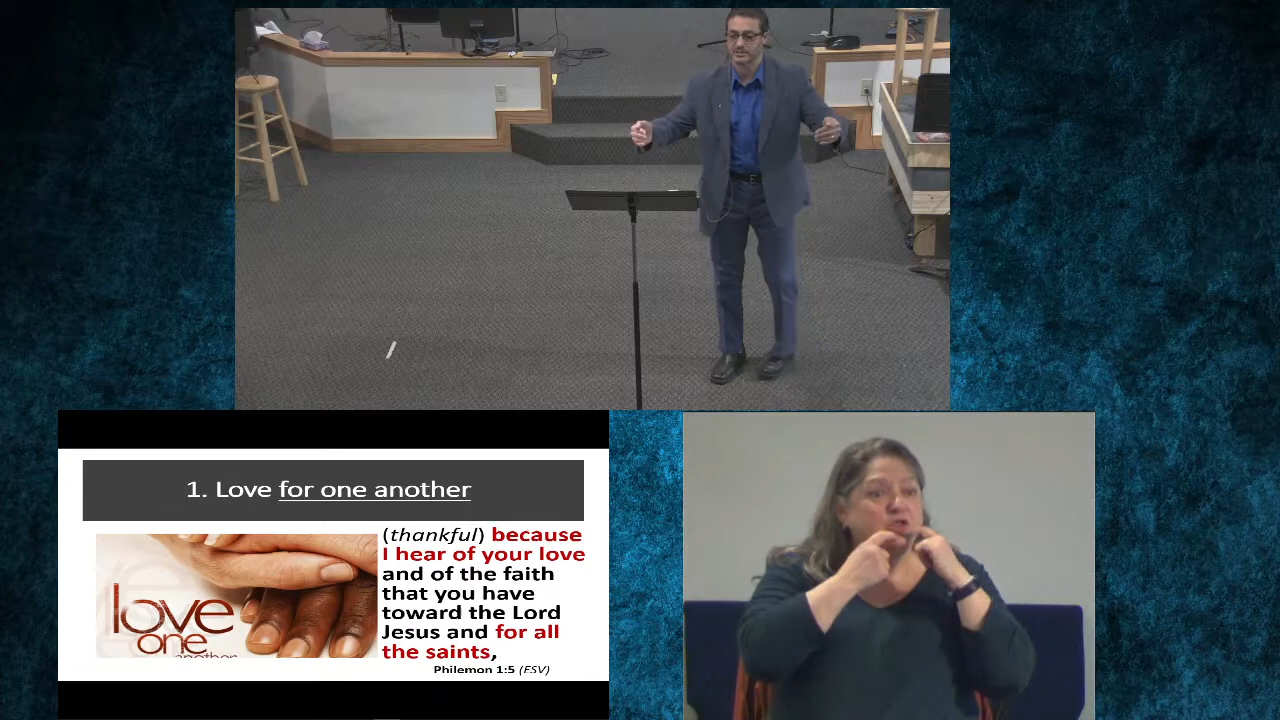 1. Love for one another
(thankful) because
I hear of your love
and of the faith
that you have
toward the Lord
Jesus and for all
the saints,
Philemon 1:5 (ESV)
love
one
another